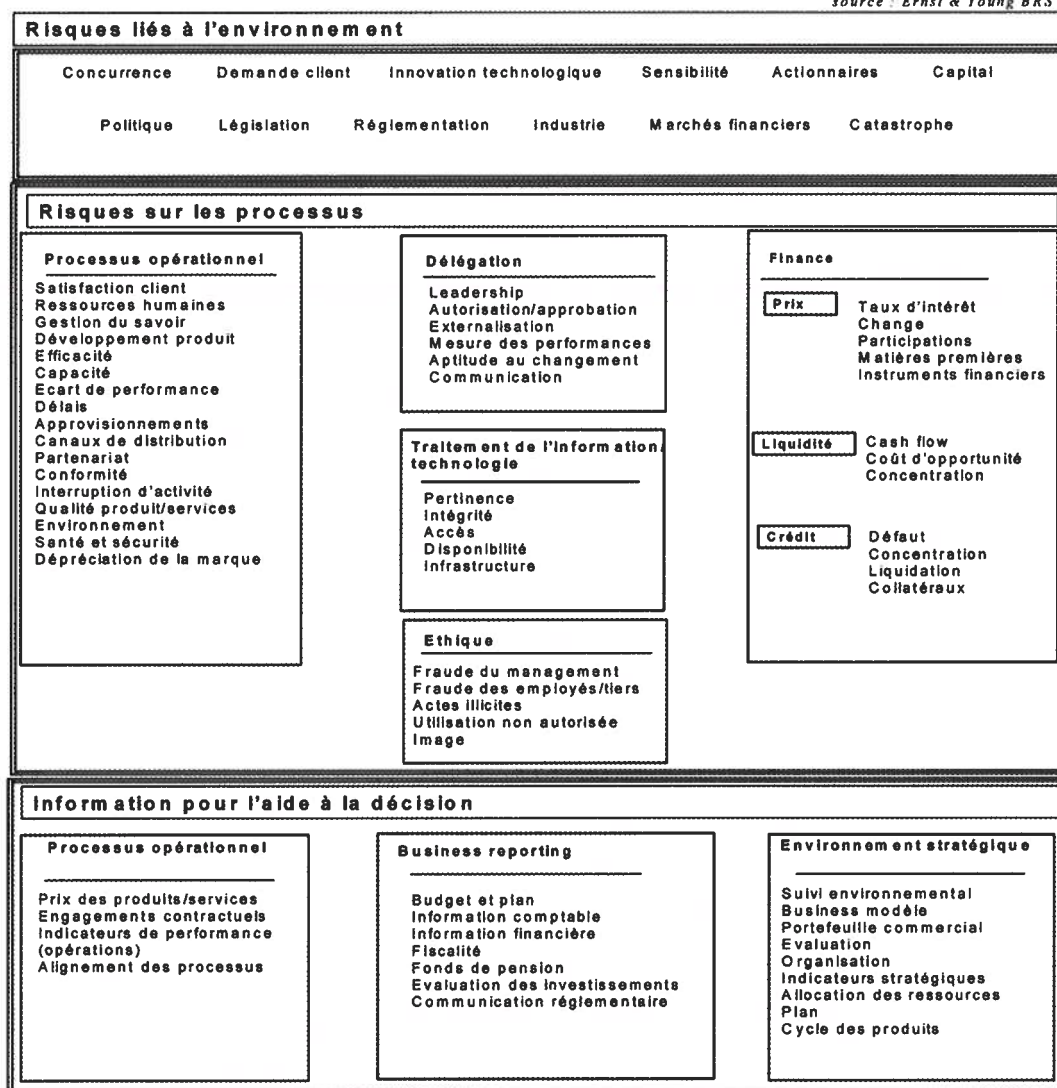 source : Ernst & Young BRS
Risques liés à l'environnement
Concurrence Demande client Innovation technologique Sensibilité Actionnaires Capital
Politique Législation Réglementation Industrie Marchés financiers Catastrophe
Risques sur les processus
Processus opérationnel
Satisfaction client
Ressources humaines
Gestion du savoir
Développement produit
Efficacité
Capacité
Ecart de performance
Délais
Approvisionnements
Canaux de distribution
Partenariat
Conformité
Interruption d'activité
Qualité produit/services
Environnement
Santé et sécurité
Dépréciation de la marque
Délégation
Leadership
Autorisation/approbation
Externalisation
Mesure des performances
Aptitude au changement
Communication
Traitement de l'information/
technologie
Pertinence
Intégrité
Accès
Disponibilité
Infrastructure
Ethique
Fraude du management
Fraude des employés/tiers
Actes illicites
Utilisation non autorisée
Image
Finance
Prix
Taux d'intérêt
Change
Participations
Matières premières
Instruments financiers
Liquidité
Cash flow
Coût d'opportunité
Concentration
Crédit
Défaut
Concentration
Liquidation
Collatéraux
Information pour l'aide à la décision
Processus opérationnel
Prix des produits/services
Engagements contractuels
Indicateurs de performance
(opérations)
Alignement des processus
Business reporting
Budget et plan
Information comptable
Information financière
Fiscalité
Fonds de pension
Evaluation des investissements
Communication réglementaire
Environnement stratégique
Suivi environnemental
Business modèle
Portefeuille commercial
Evaluation
Organisation
Indicateurs stratégiques
Allocation des ressources
Plan
Cycle des produits